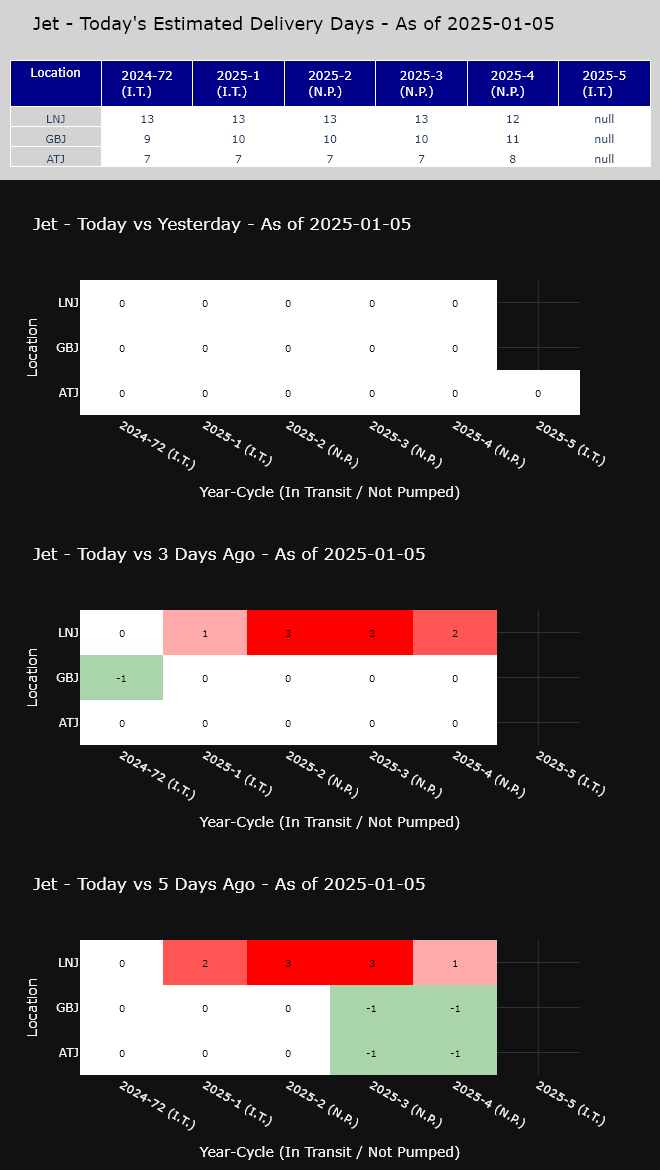 Jet - Today's Estimated Delivery Days - As of 2025-01-05
Location 2024-72 (I.T.) 2025-1 (I.T.) 2025-2 (N.P.) 2025-3 (N.P.) 2025-4 (N.P.) 2025-5 (I.T.)
LNJ 13 13 13 13 12 null
GBJ 9 10 10 10 11 null
ATJ 7 7 7 7 8 null
Jet - Today vs Yesterday - As of 2025-01-05
Location
LNJ 0 0 0 0 0
GBJ 0 0 0 0 0
ATJ 0 0 0 0 0 0
2024-72 (I.T.) 2025-1 (I.T.) 2025-2 (N.P.) 2025-3 (N.P.) 2025-4 (N.P.) 2025-5 (I.T.)
Year-Cycle (In Transit / Not Pumped)
Jet - Today vs 3 Days Ago - As of 2025-01-05
Location
LNJ 0 1 3 3 2
GBJ -1 0 0 0 0
ATJ 0 0 0 0 0
2024-72 (I.T.) 2025-1 (I.T.) 2025-2 (N.P.) 2025-3 (N.P.) 2025-4 (N.P.) 2025-5 (I.T.)
Year-Cycle (In Transit / Not Pumped)
Jet - Today vs 5 Days Ago - As of 2025-01-05
Location
LNJ 0 2 3 3 1
GBJ 0 0 0 -1 -1
ATJ 0 0 0 -1 -1
2024-72 (I.T.) 2025-1 (I.T.) 2025-2 (N.P.) 2025-3 (N.P.) 2025-4 (N.P.) 2025-5 (I.T.)
Year-Cycle (In Transit / Not Pumped)